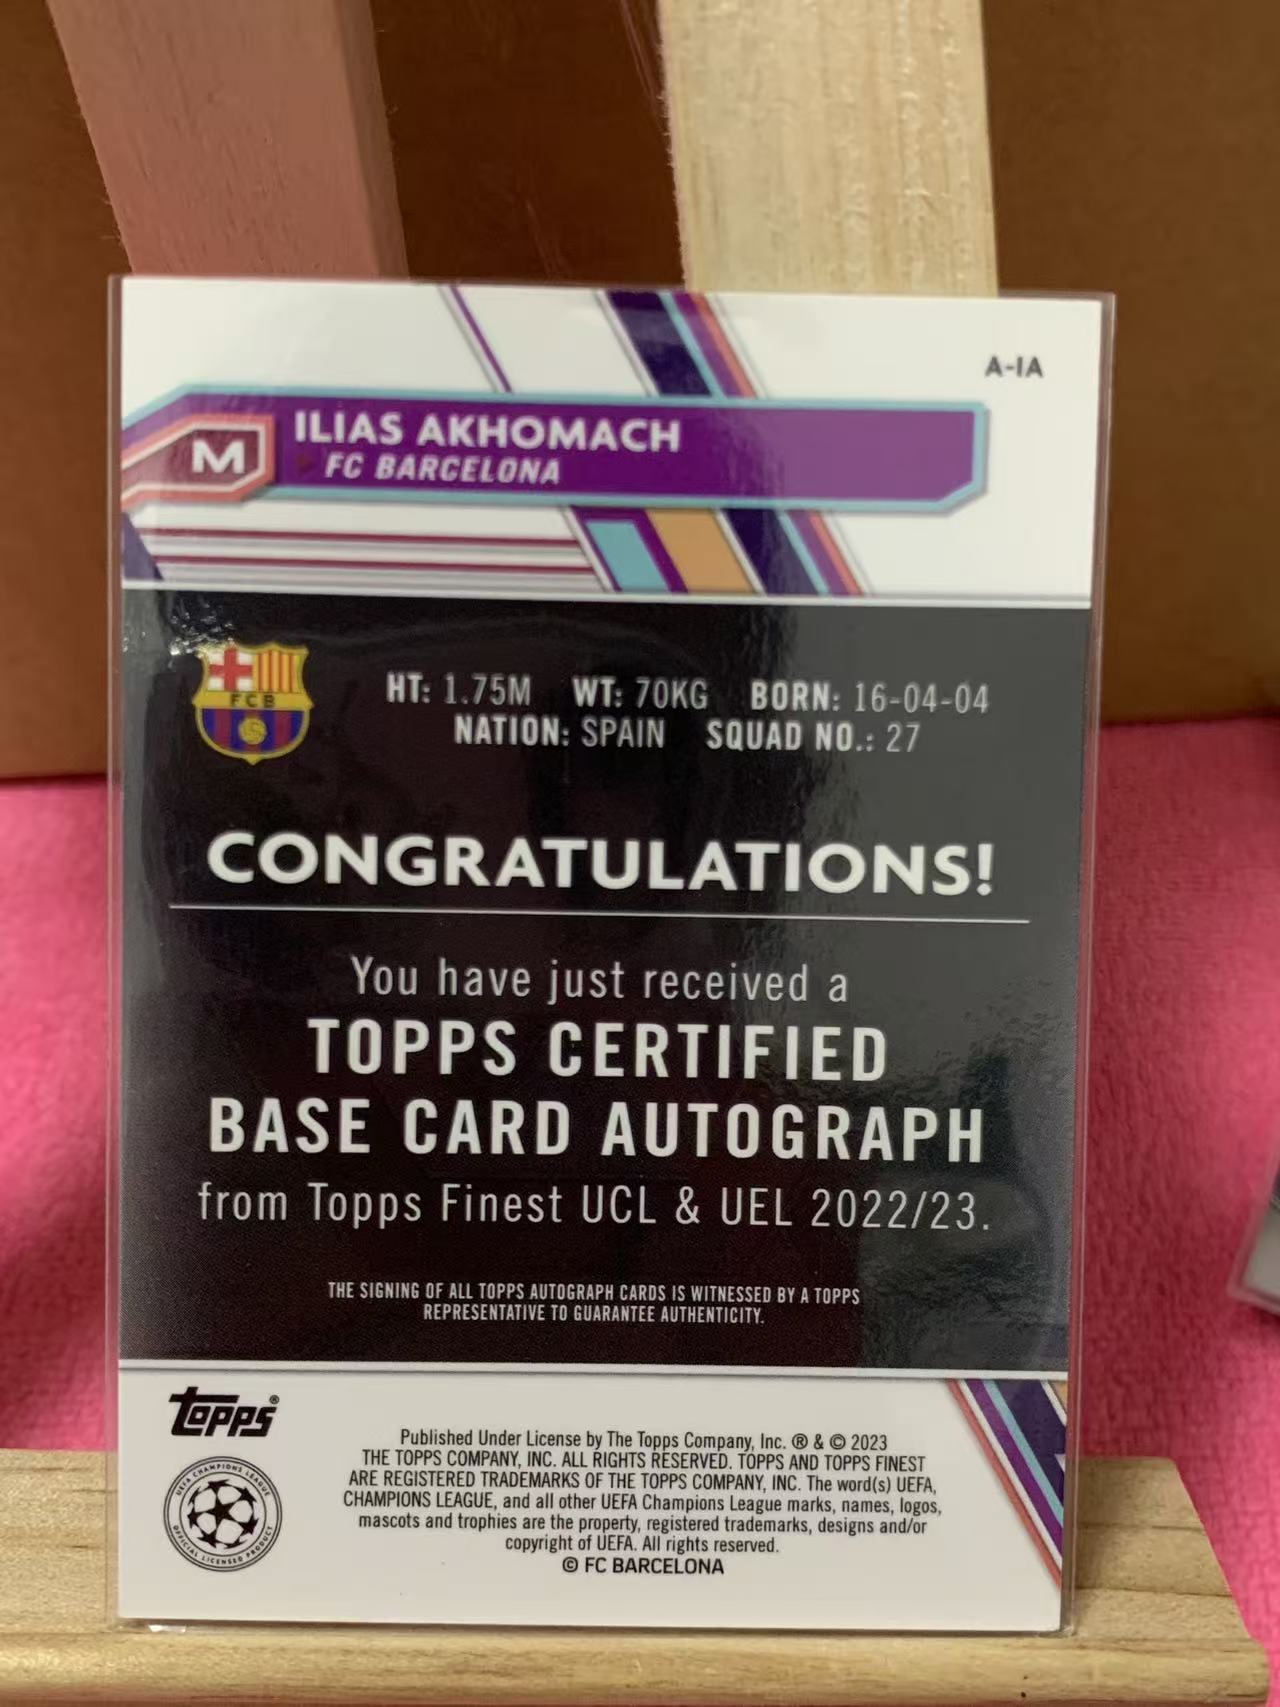 A-IA
M
ILIAS AKHOMACH
FC BARCELONA
FCB
HT: 1.75M WT: 70KG BORN: 16-04-04
NATION: SPAIN SQUAD NO.: 27
CONGRATULATIONS!
You have just received a
TOPPS CERTIFIED
BASE CARD AUTOGRAPH
from Topps Finest UCL & UEL 2022/23.
THE SIGNING OF ALL TOPPS AUTOGRAPH CARDS IS WITNESSED BY A TOPPS
REPRESENTATIVE TO GUARANTEE AUTHENTICITY.
topps®
UEFA CHAMPIONS LEAGUE
OFFICIAL LICENSED PRODUCT
Published Under License by The Topps Company, Inc. ® & © 2023
THE TOPPS COMPANY, INC. ALL RIGHTS RESERVED. TOPPS AND TOPPS FINEST
ARE REGISTERED TRADEMARKS OF THE TOPPS COMPANY, INC. The word(s) UEFA,
CHAMPIONS LEAGUE, and all other UEFA Champions League marks, names, logos,
mascots and trophies are the property, registered trademarks, designs and/or
copyright of UEFA. All rights reserved.
© FC BARCELONA